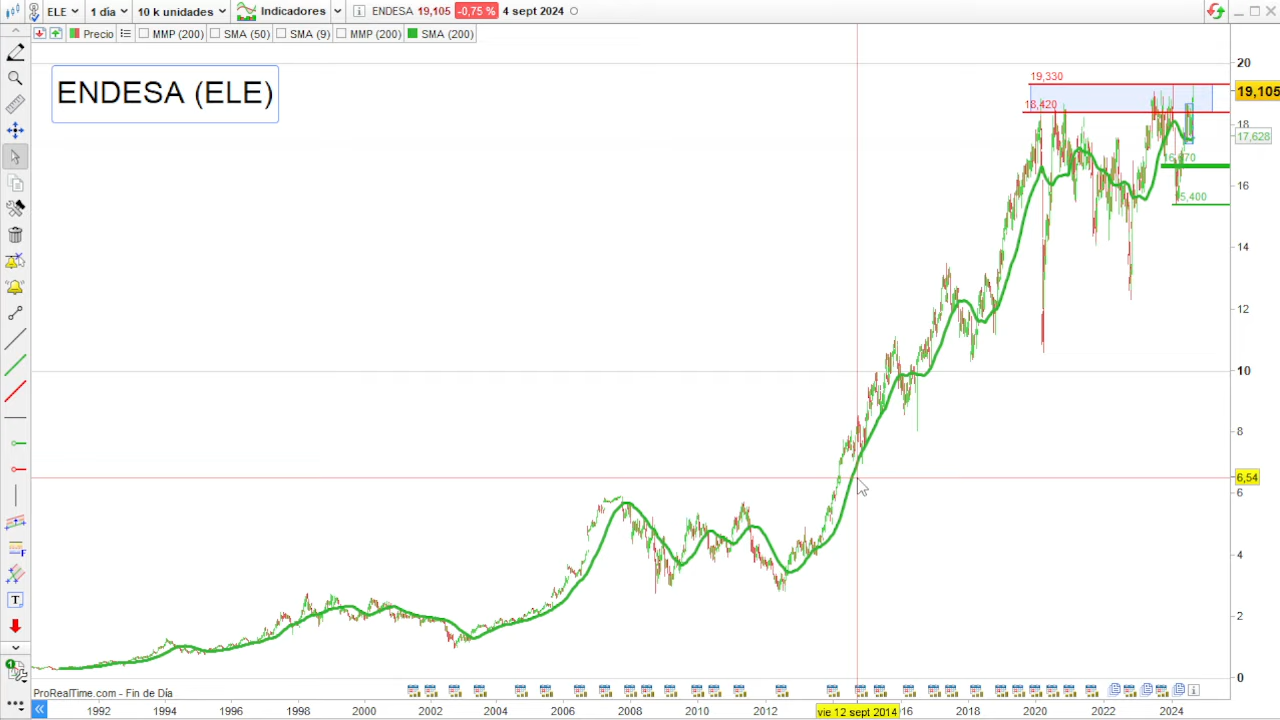 ELE 1 día 10 k unidades Indicadores ENDESA 19,105 -0,75 % 4 sept 2024
Precio MMP (200) SMA (50) SMA (9) MMP (200) SMA (200)
ENDESA (ELE)
20
19,330
19,105
18,420
18
17,628
16
15,400
14
12
10
8
6,54
6
4
2
0
F
T
1
ProRealTime.com - Fin de Día
1992 1994 1996 1998 2000 2002 2004 2006 2008 2010 2012 vie 12 sept 2014 16 2018 2020 2022 2024